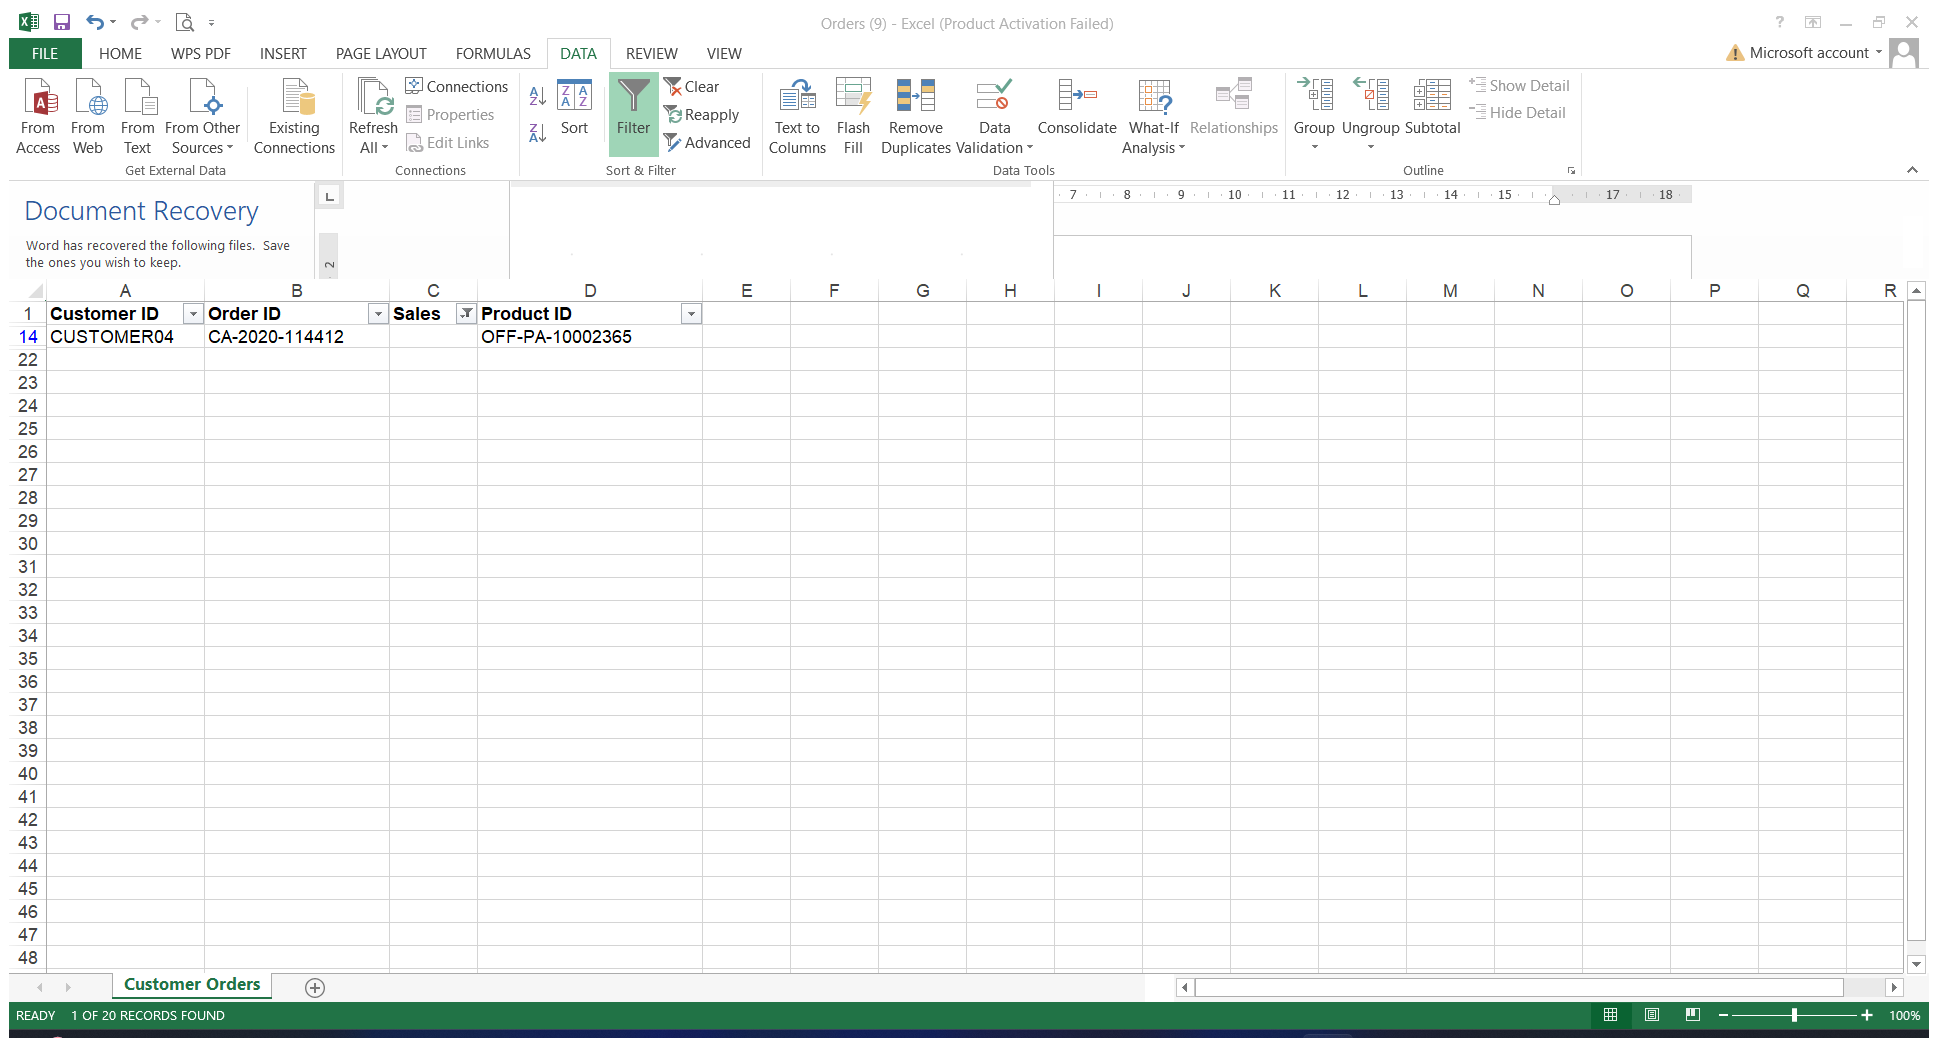 Orders (9) - Excel (Product Activation Failed)
FILE HOME WPS PDF INSERT PAGE LAYOUT FORMULAS DATA REVIEW VIEW Microsoft account
From Access
From Web
From Text
From Other Sources
Existing Connections
Get External Data
Refresh All
Connections
Properties
Edit Links
Connections
Sort
Filter
Clear
Reapply
Advanced
Sort & Filter
Text to Columns
Flash Fill
Remove Duplicates
Data Validation
Consolidate
What-If Analysis
Relationships
Data Tools
Group
Ungroup
Subtotal
Show Detail
Hide Detail
Outline
Document Recovery
Word has recovered the following files. Save
the ones you wish to keep.
L
2
7 8 9 10 11 12 13 14 15 17 18
A B C D E F G H I J K L M N O P Q R
1 Customer ID Order ID Sales Product ID
14 CUSTOMER04 CA-2020-114412 OFF-PA-10002365
22
23
24
25
26
27
28
29
30
31
32
33
34
35
36
37
38
39
40
41
42
43
44
45
46
47
48
Customer Orders
READY 1 OF 20 RECORDS FOUND 100%